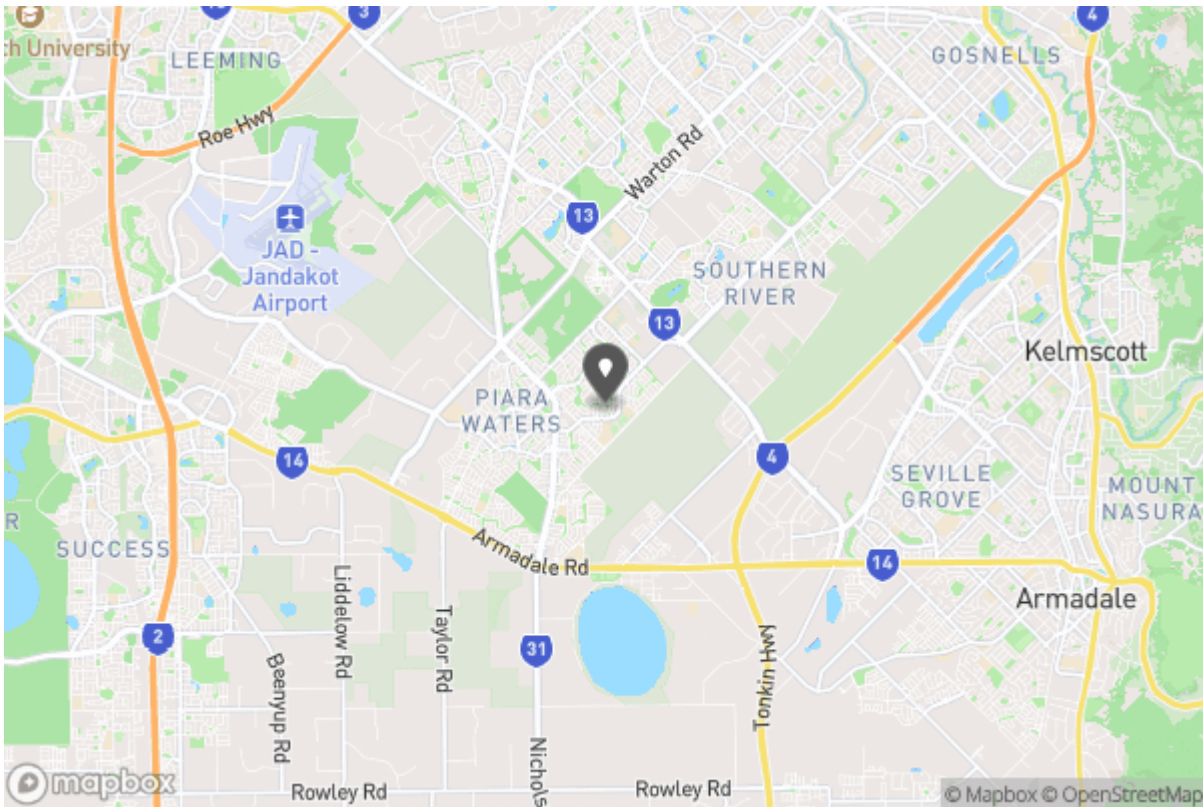 3
4
ch University
LEEMING
GOSNELLS
Roe Hwy
Warton Rd
13
JAD -
Jandakot
Airport
SOUTHERN
RIVER
13
Kelmscott
PIARA
WATERS
14
4
SEVILLE
GROVE
MOUNT
NASURA
R
SUCCESS
Armadale Rd
14
Armadale
Liddelow Rd
Taylor Rd
2
31
Tonkin Hwy
Beenyup Rd
Nichols
Rowley Rd
Rowley Rd
mapbox
© Mapbox © OpenStreetMap